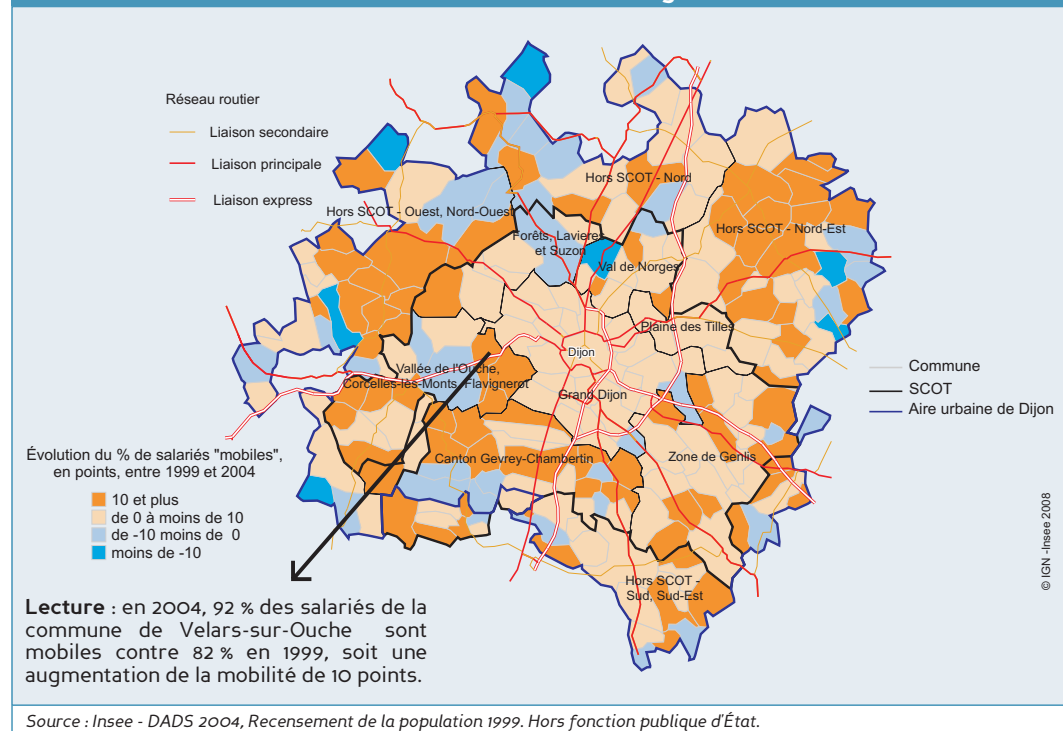 Réseau routier
Liaison secondaire
Liaison principale
Liaison express
Hors SCOT - Nord
Hors SCOT - Ouest, Nord-Ouest
Hors SCOT - Nord-Est
Forêts, Lavieres
et Suzon
Val de Norges
Plaine des Tilles
Dijon
Vallée de l'Ouche,
Corcelles-les-Monts, Flavignerot
Grand Dijon
Commune
SCOT
Aire urbaine de Dijon
Canton Gevrey-Chambertin
Zone de Genlis
Évolution du % de salariés "mobiles",
en points, entre 1999 et 2004
10 et plus
de 0 à moins de 10
de -10 moins de 0
moins de -10
Hors SCOT -
Sud, Sud-Est
© IGN -Insee 2008
Lecture : en 2004, 92 % des salariés de la
commune de Velars-sur-Ouche sont
mobiles contre 82 % en 1999, soit une
augmentation de la mobilité de 10 points.
Source : Insee - DADS 2004, Recensement de la population 1999. Hors fonction publique d'État.